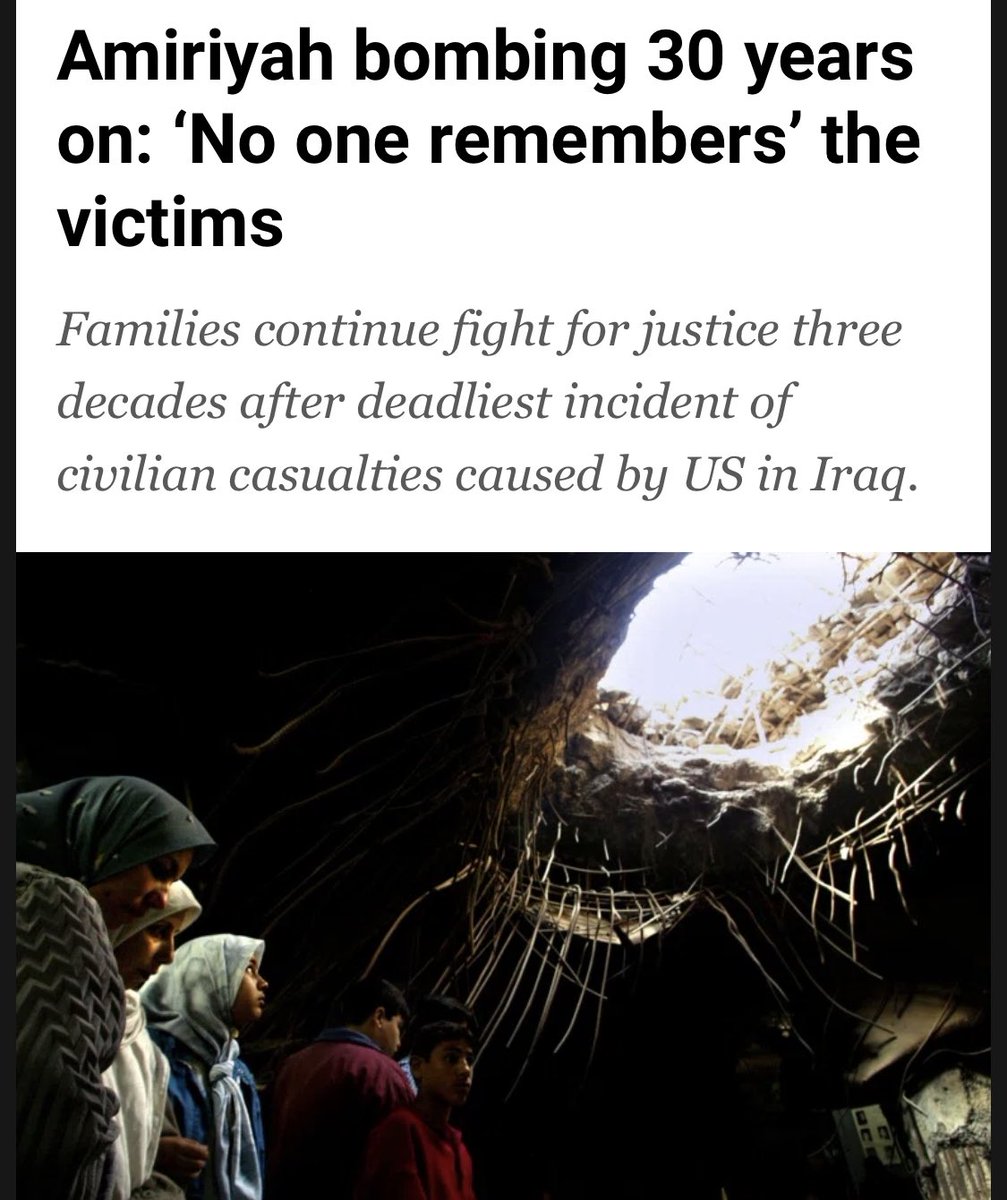 Amiriyah bombing 30 years
on: ‘No one remembers’ the
victims
Families continue fight for justice three
decades after deadliest incident of
civilian casualties caused by US in Iraq.